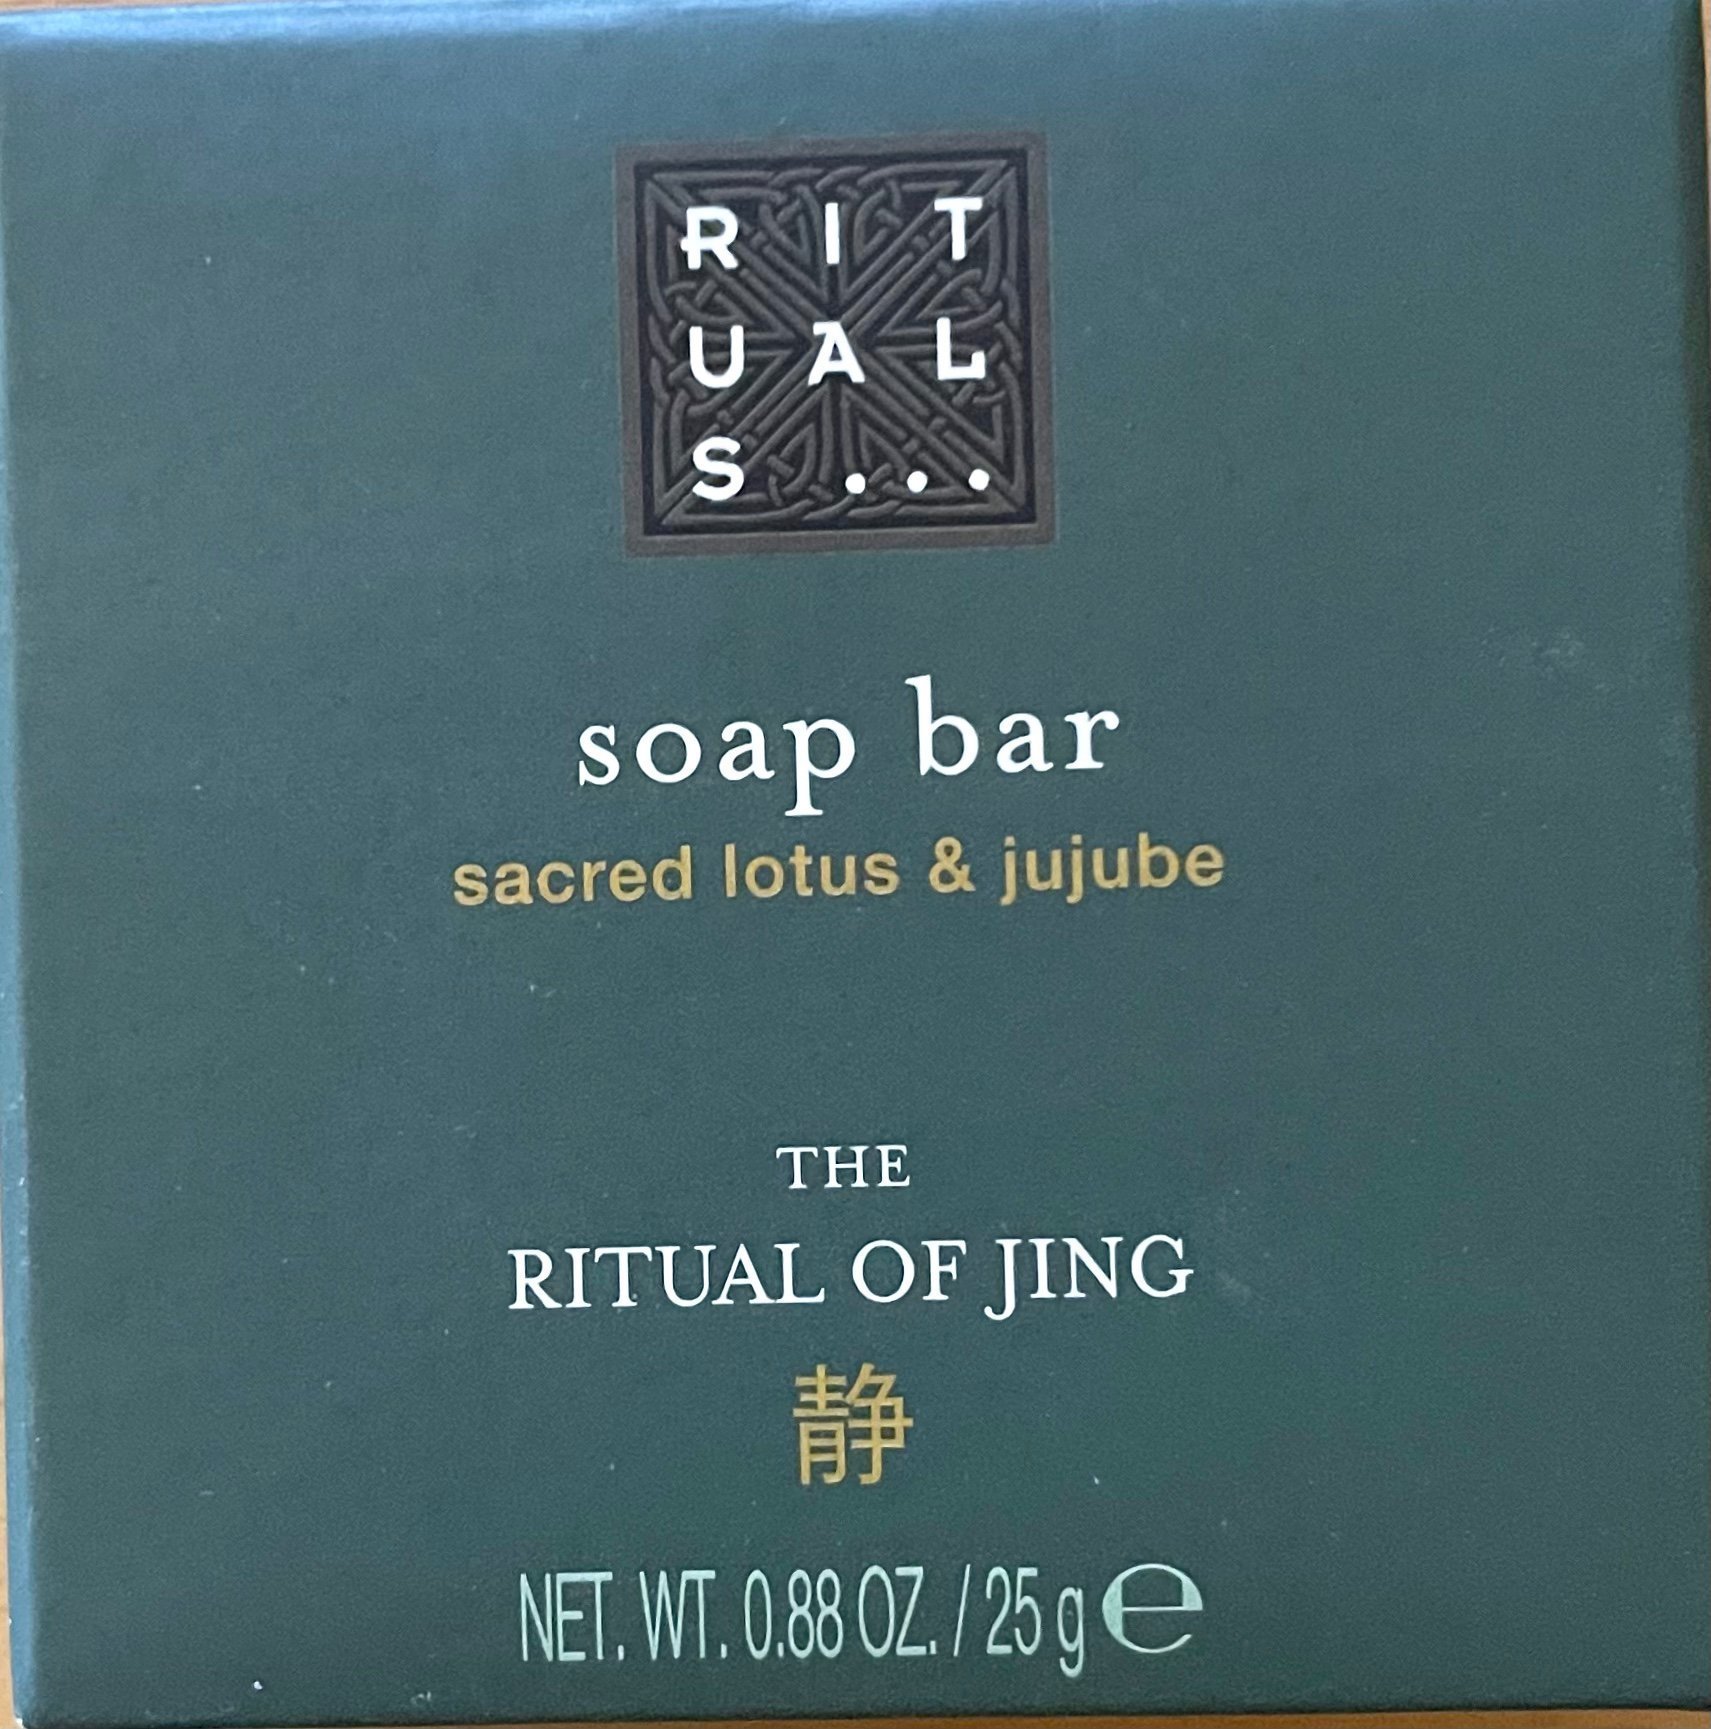 RIT
UAL
S...
soap bar
sacred lotus & jujube
THE
RITUAL OF JING
静
NET. WT. 0.88 OZ. / 25 g ℮